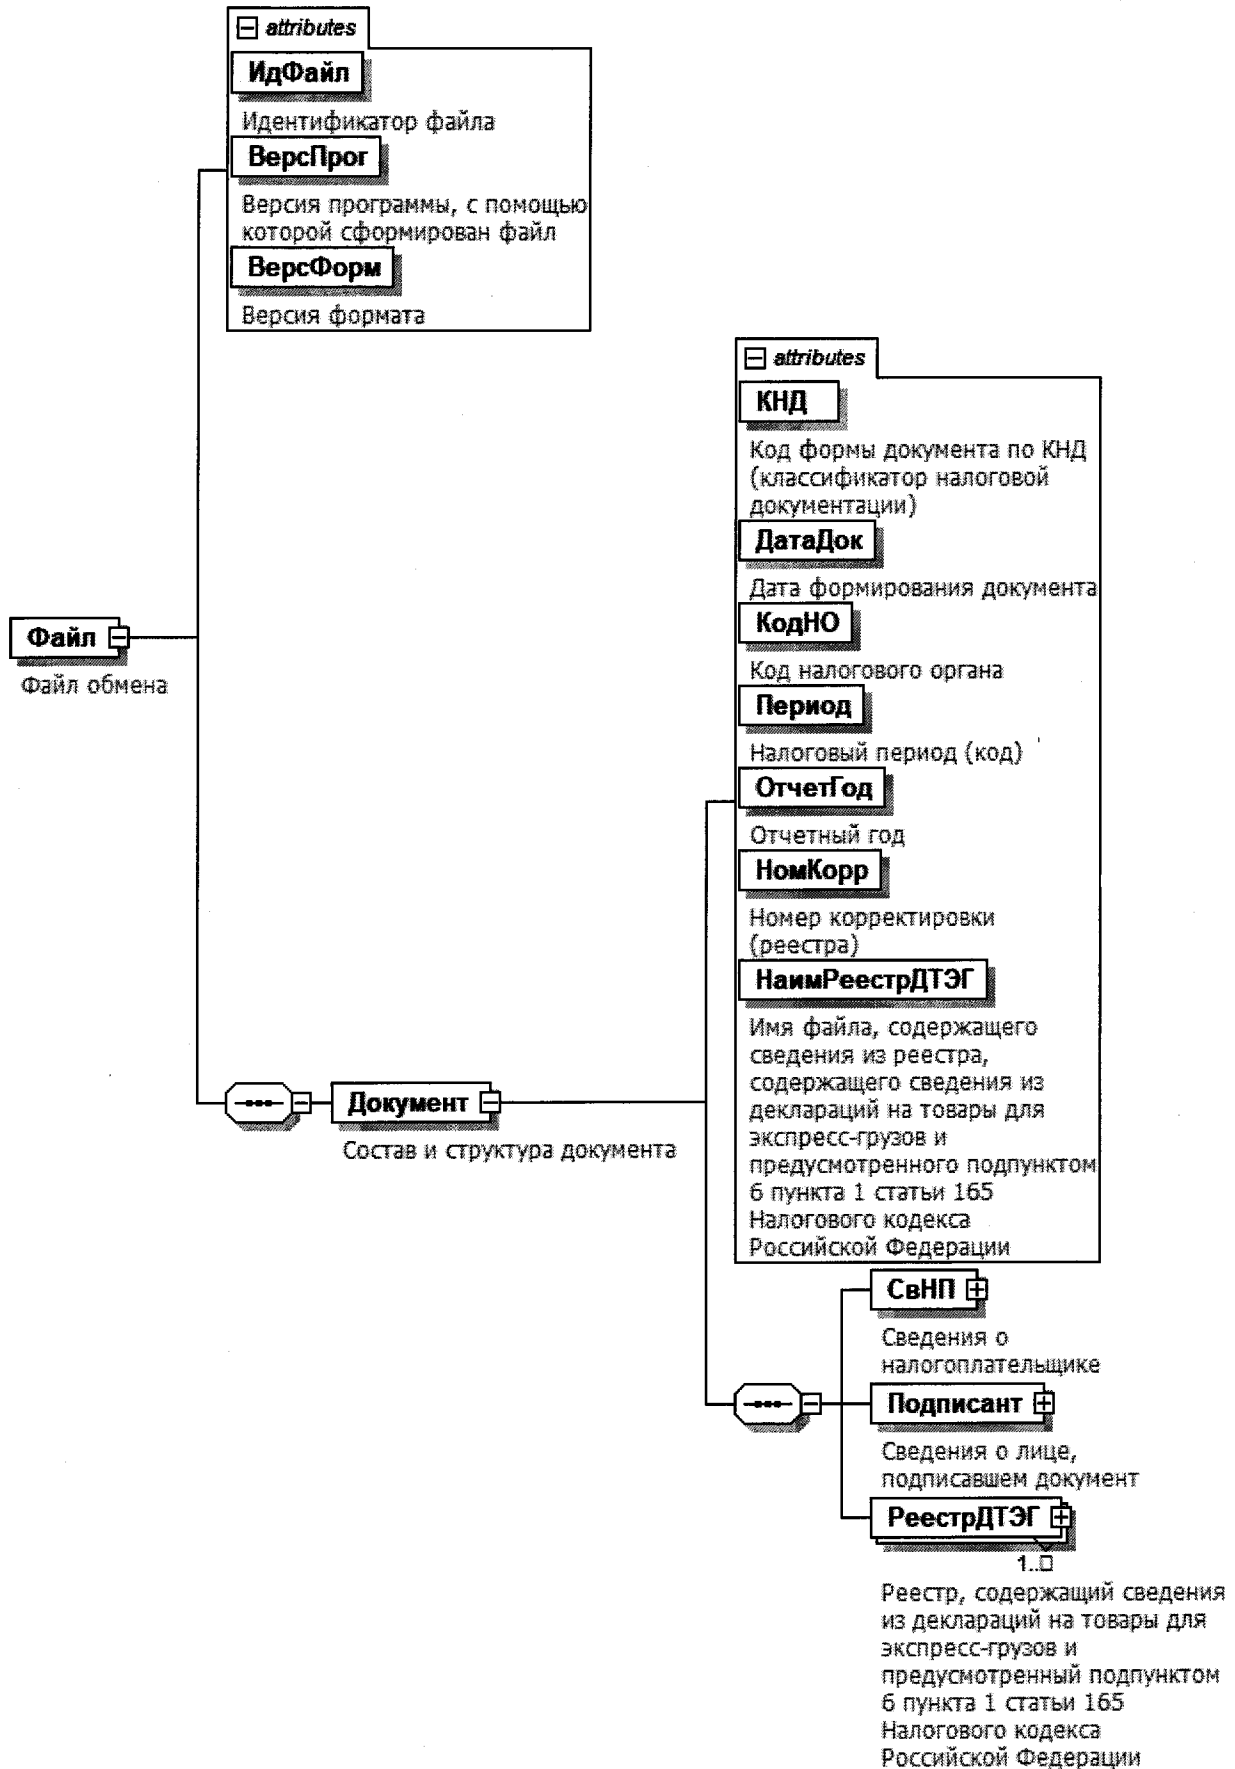 attributes
ИдФайл
Идентификатор файла
ВерсПрог
Версия программы, с помощью
которой сформирован файл
ВерсФорм
Версия формата
attributes
КНД
Код формы документа по КНД
(классификатор налоговой
документации)
ДатаДок
Дата формирования документа
КодНО
Код налогового органа
Период
Налоговый период (код)
ОтчетГод
Отчетный год
НомКорр
Номер корректировки
(реестра)
НаимРеестрДТЭГ
Имя файла, содержащего
сведения из реестра,
содержащего сведения из
деклараций на товары для
экспресс-грузов и
предусмотренного подпунктом
6 пункта 1 статьи 165
Налогового кодекса
Российской Федерации
Файл
Файл обмена
Документ
Состав и структура документа
СвНП
Сведения о
налогоплательщике
Подписант
Сведения о лице,
подписавшем документ
РеестрДТЭГ
1..□
Реестр, содержащий сведения
из деклараций на товары для
экспресс-грузов и
предусмотренный подпунктом
6 пункта 1 статьи 165
Налогового кодекса
Российской Федерации